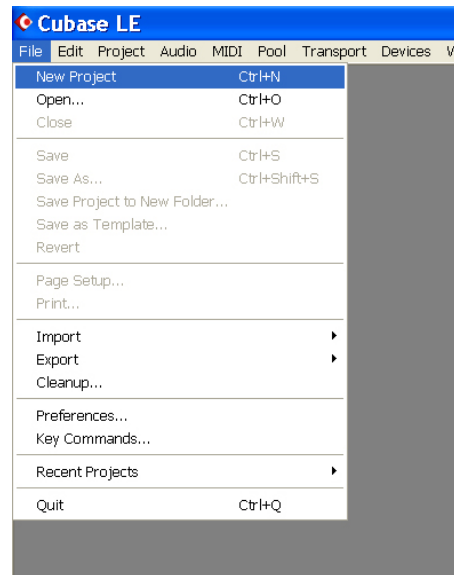 Cubase LE
File Edit Project Audio MIDI Pool Transport Devices
New Project Ctrl+N
Open... Ctrl+O
Close Ctrl+W
Save Ctrl+S
Save As... Ctrl+Shift+S
Save Project to New Folder...
Save as Template...
Revert
Page Setup...
Print...
Import
Export
Cleanup...
Preferences...
Key Commands...
Recent Projects
Quit Ctrl+Q